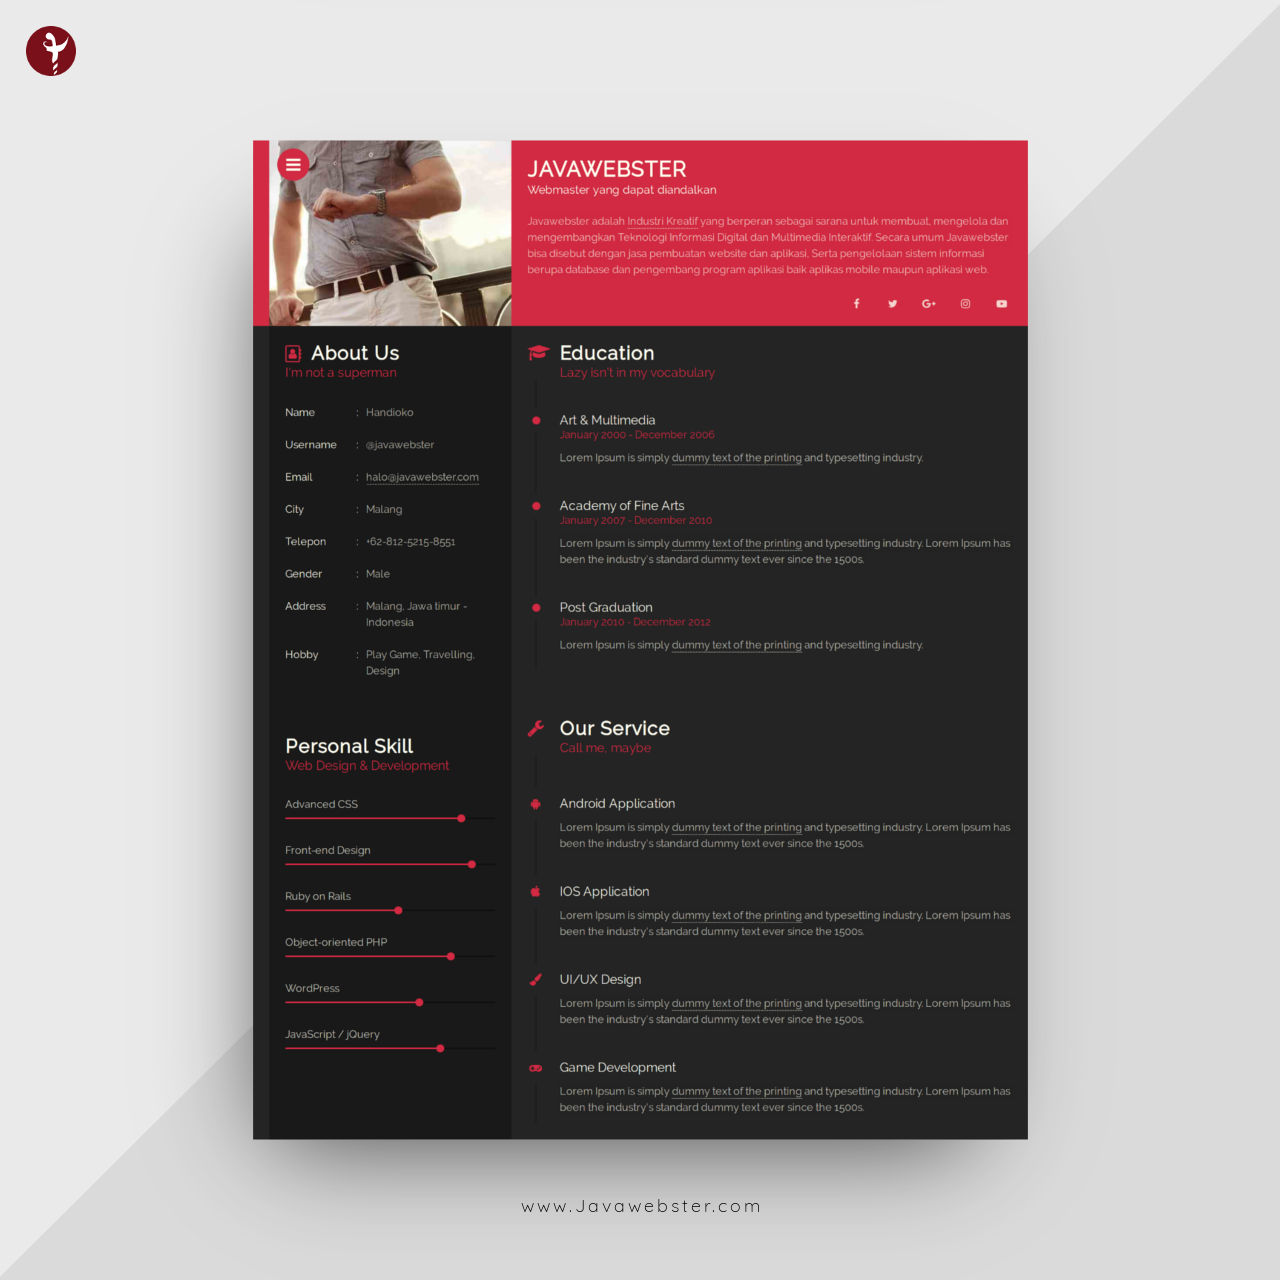 JAVAWEBSTER
Webmaster yang dapat diandalkan
Javawebster adalah Industri Kreatif yang berperan sebagai sarana untuk membuat, mengelola dan
mengembangkan Teknologi Informasi Digital dan Multimedia Interaktif. Secara umum Javawebster
bisa disebut dengan jasa pembuatan website dan aplikasi, Serta pengelolaan sistem informasi
berupa database dan pengembang program aplikasi baik aplikas mobile maupun aplikasi web.
About Us
I'm not a superman
Name : Handioko
Username : @javawebster
Email : halo@javawebster.com
City : Malang
Telepon : +62-812-5215-8551
Gender : Male
Address : Malang, Jawa timur -
Indonesia
Hobby : Play Game, Travelling,
Design
Personal Skill
Web Design & Development
Advanced CSS
Front-end Design
Ruby on Rails
Object-oriented PHP
WordPress
JavaScript / jQuery
Education
Lazy isn't in my vocabulary
Art & Multimedia
January 2000 - December 2006
Lorem Ipsum is simply dummy text of the printing and typesetting industry.
Academy of Fine Arts
January 2007 - December 2010
Lorem Ipsum is simply dummy text of the printing and typesetting industry. Lorem Ipsum has
been the industry's standard dummy text ever since the 1500s.
Post Graduation
January 2010 - December 2012
Lorem Ipsum is simply dummy text of the printing and typesetting industry.
Our Service
Call me, maybe
Android Application
Lorem Ipsum is simply dummy text of the printing and typesetting industry. Lorem Ipsum has
been the industry's standard dummy text ever since the 1500s.
IOS Application
Lorem Ipsum is simply dummy text of the printing and typesetting industry. Lorem Ipsum has
been the industry's standard dummy text ever since the 1500s.
UI/UX Design
Lorem Ipsum is simply dummy text of the printing and typesetting industry. Lorem Ipsum has
been the industry's standard dummy text ever since the 1500s.
Game Development
Lorem Ipsum is simply dummy text of the printing and typesetting industry. Lorem Ipsum has
been the industry's standard dummy text ever since the 1500s.
www.Javawebster.com